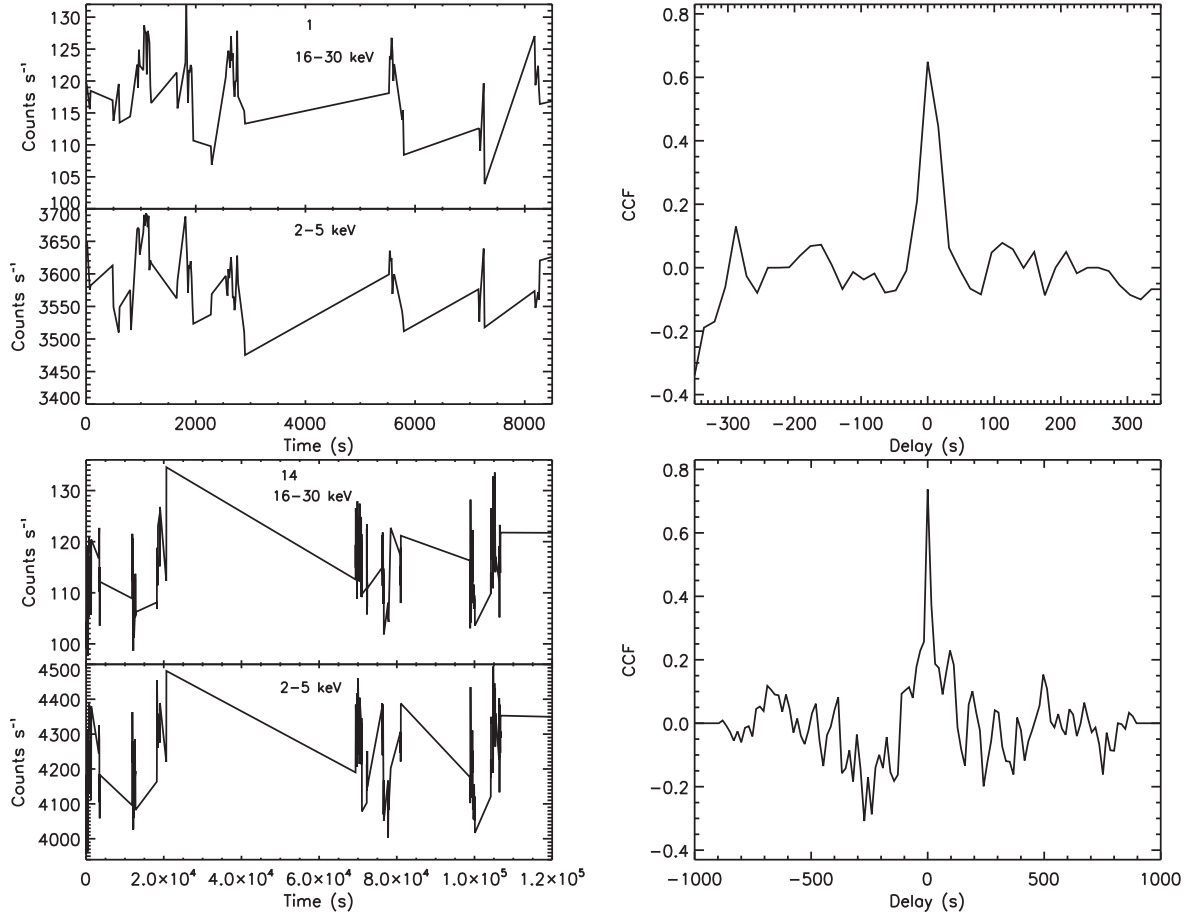 130
125
120
115
110
105
100
Counts s⁻¹
1
16−30 keV
3700
3650
3600
3550
3500
3450
3400
Counts s⁻¹
2−5 keV
0 2000 4000 6000 8000
Time (s)
0.8
0.6
0.4
0.2
0.0
−0.2
−0.4
CCF
−300 −200 −100 0 100 200 300
Delay (s)
130
120
110
100
Counts s⁻¹
14
16−30 keV
4500
4400
4300
4200
4100
4000
Counts s⁻¹
2−5 keV
0 2.0×10⁴ 4.0×10⁴ 6.0×10⁴ 8.0×10⁴ 1.0×10⁵ 1.2×10⁵
Time (s)
0.8
0.6
0.4
0.2
0.0
−0.2
−0.4
CCF
−1000 −500 0 500 1000
Delay (s)